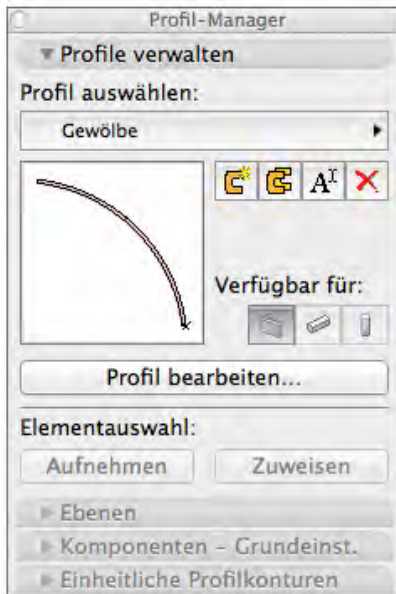 Profil-Manager
Profile verwalten
Profil auswählen:
Gewölbe
Verfügbar für:
Profil bearbeiten...
Elementauswahl:
Aufnehmen Zuweisen
Ebenen
Komponenten - Grundeinst.
Einheitliche Profilkonturen